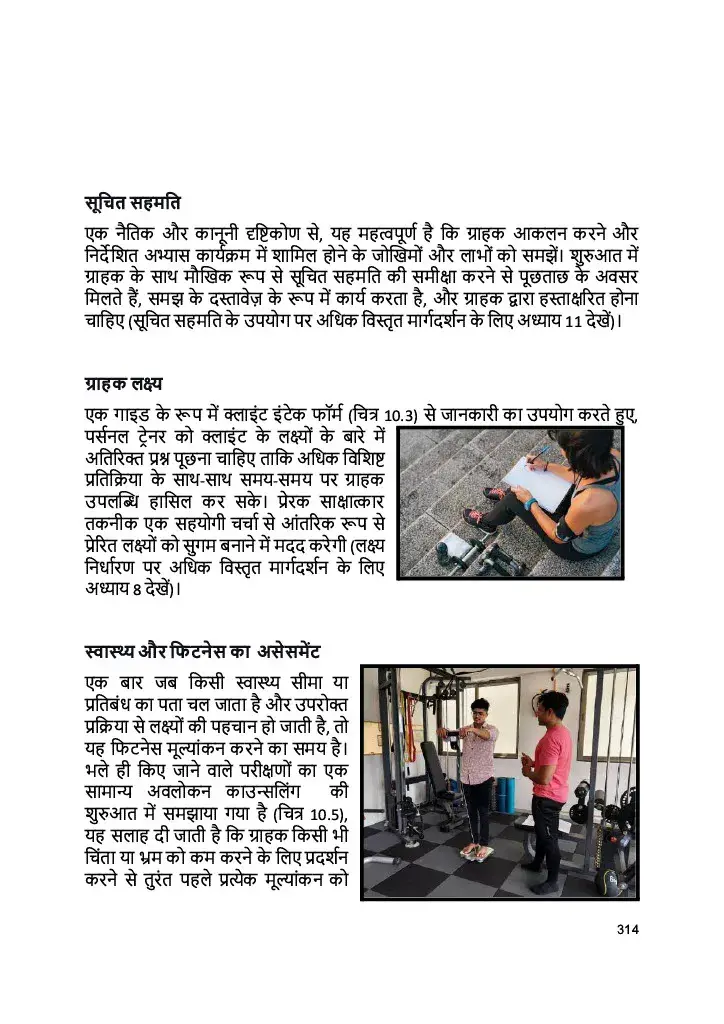 सूचित सहमति
एक नैतिक और कानूनी दृष्टिकोण से, यह महत्वपूर्ण है कि ग्राहक आकलन करने और
निर्देशित अभ्यास कार्यक्रम में शामिल होने के जोखिमों और लाभों को समझें। शुरुआत में
ग्राहक के साथ मौखिक रूप से सूचित सहमति की समीक्षा करने से पूछताछ के अवसर
मिलते हैं, समझ के दस्तावेज़ के रूप में कार्य करता है, और ग्राहक द्वारा हस्ताक्षरित होना
चाहिए (सूचित सहमति के उपयोग पर अधिक विस्तृत मार्गदर्शन के लिए अध्याय 11 देखें)।
ग्राहक लक्ष्य
एक गाइड के रूप में क्लाइंट इंटेक फॉर्म (चित्र 10.3) से जानकारी का उपयोग करते हुए,
पर्सनल ट्रेनर को क्लाइंट के लक्ष्यों के बारे में
अतिरिक्त प्रश्न पूछना चाहिए ताकि अधिक विशिष्ट
प्रतिक्रिया के साथ-साथ समय-समय पर ग्राहक
उपलब्धि हासिल कर सके। प्रेरक साक्षात्कार
तकनीक एक सहयोगी चर्चा से आंतरिक रूप से
प्रेरित लक्ष्यों को सुगम बनाने में मदद करेगी (लक्ष्य
निर्धारण पर अधिक विस्तृत मार्गदर्शन के लिए
अध्याय 8 देखें)।
स्वास्थ्य और फिटनेस का असेसमेंट
एक बार जब किसी स्वास्थ्य सीमा या
प्रतिबंध का पता चल जाता है और उपरोक्त
प्रक्रिया से लक्ष्यों की पहचान हो जाती है, तो
यह फिटनेस मूल्यांकन करने का समय है।
भले ही किए जाने वाले परीक्षणों का एक
सामान्य अवलोकन काउन्सलिंग की
शुरुआत में समझाया गया है (चित्र 10.5),
यह सलाह दी जाती है कि ग्राहक किसी भी
चिंता या भ्रम को कम करने के लिए प्रदर्शन
करने से तुरंत पहले प्रत्येक मूल्यांकन को
314